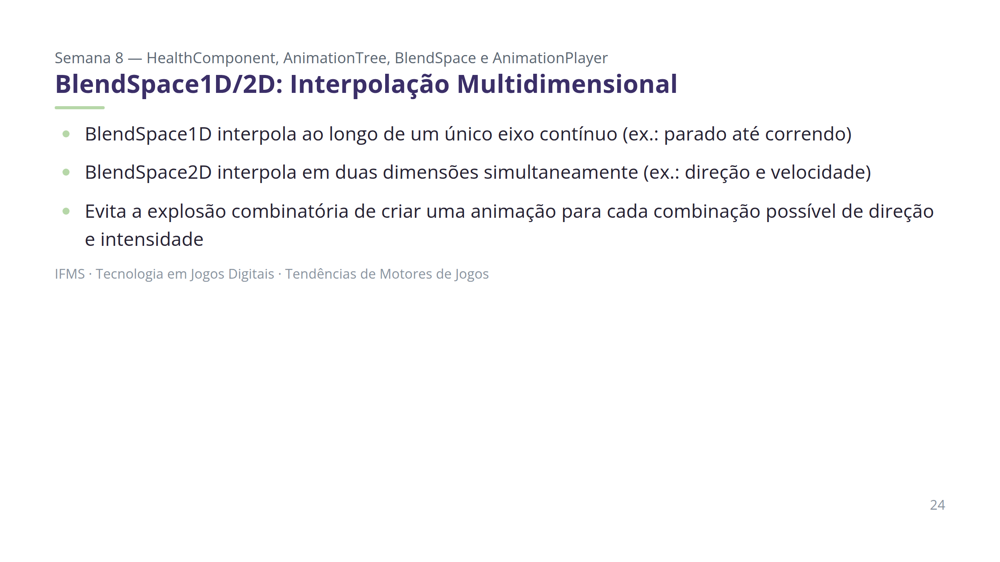 Semana 8 — HealthComponent, AnimationTree, BlendSpace e AnimationPlayer
BlendSpace1D/2D: Interpolação Multidimensional
BlendSpace1D interpola ao longo de um único eixo contínuo (ex.: parado até correndo)
BlendSpace2D interpola em duas dimensões simultaneamente (ex.: direção e velocidade)
Evita a explosão combinatória de criar uma animação para cada combinação possível de direção
e intensidade
IFMS · Tecnologia em Jogos Digitais · Tendências de Motores de Jogos
24